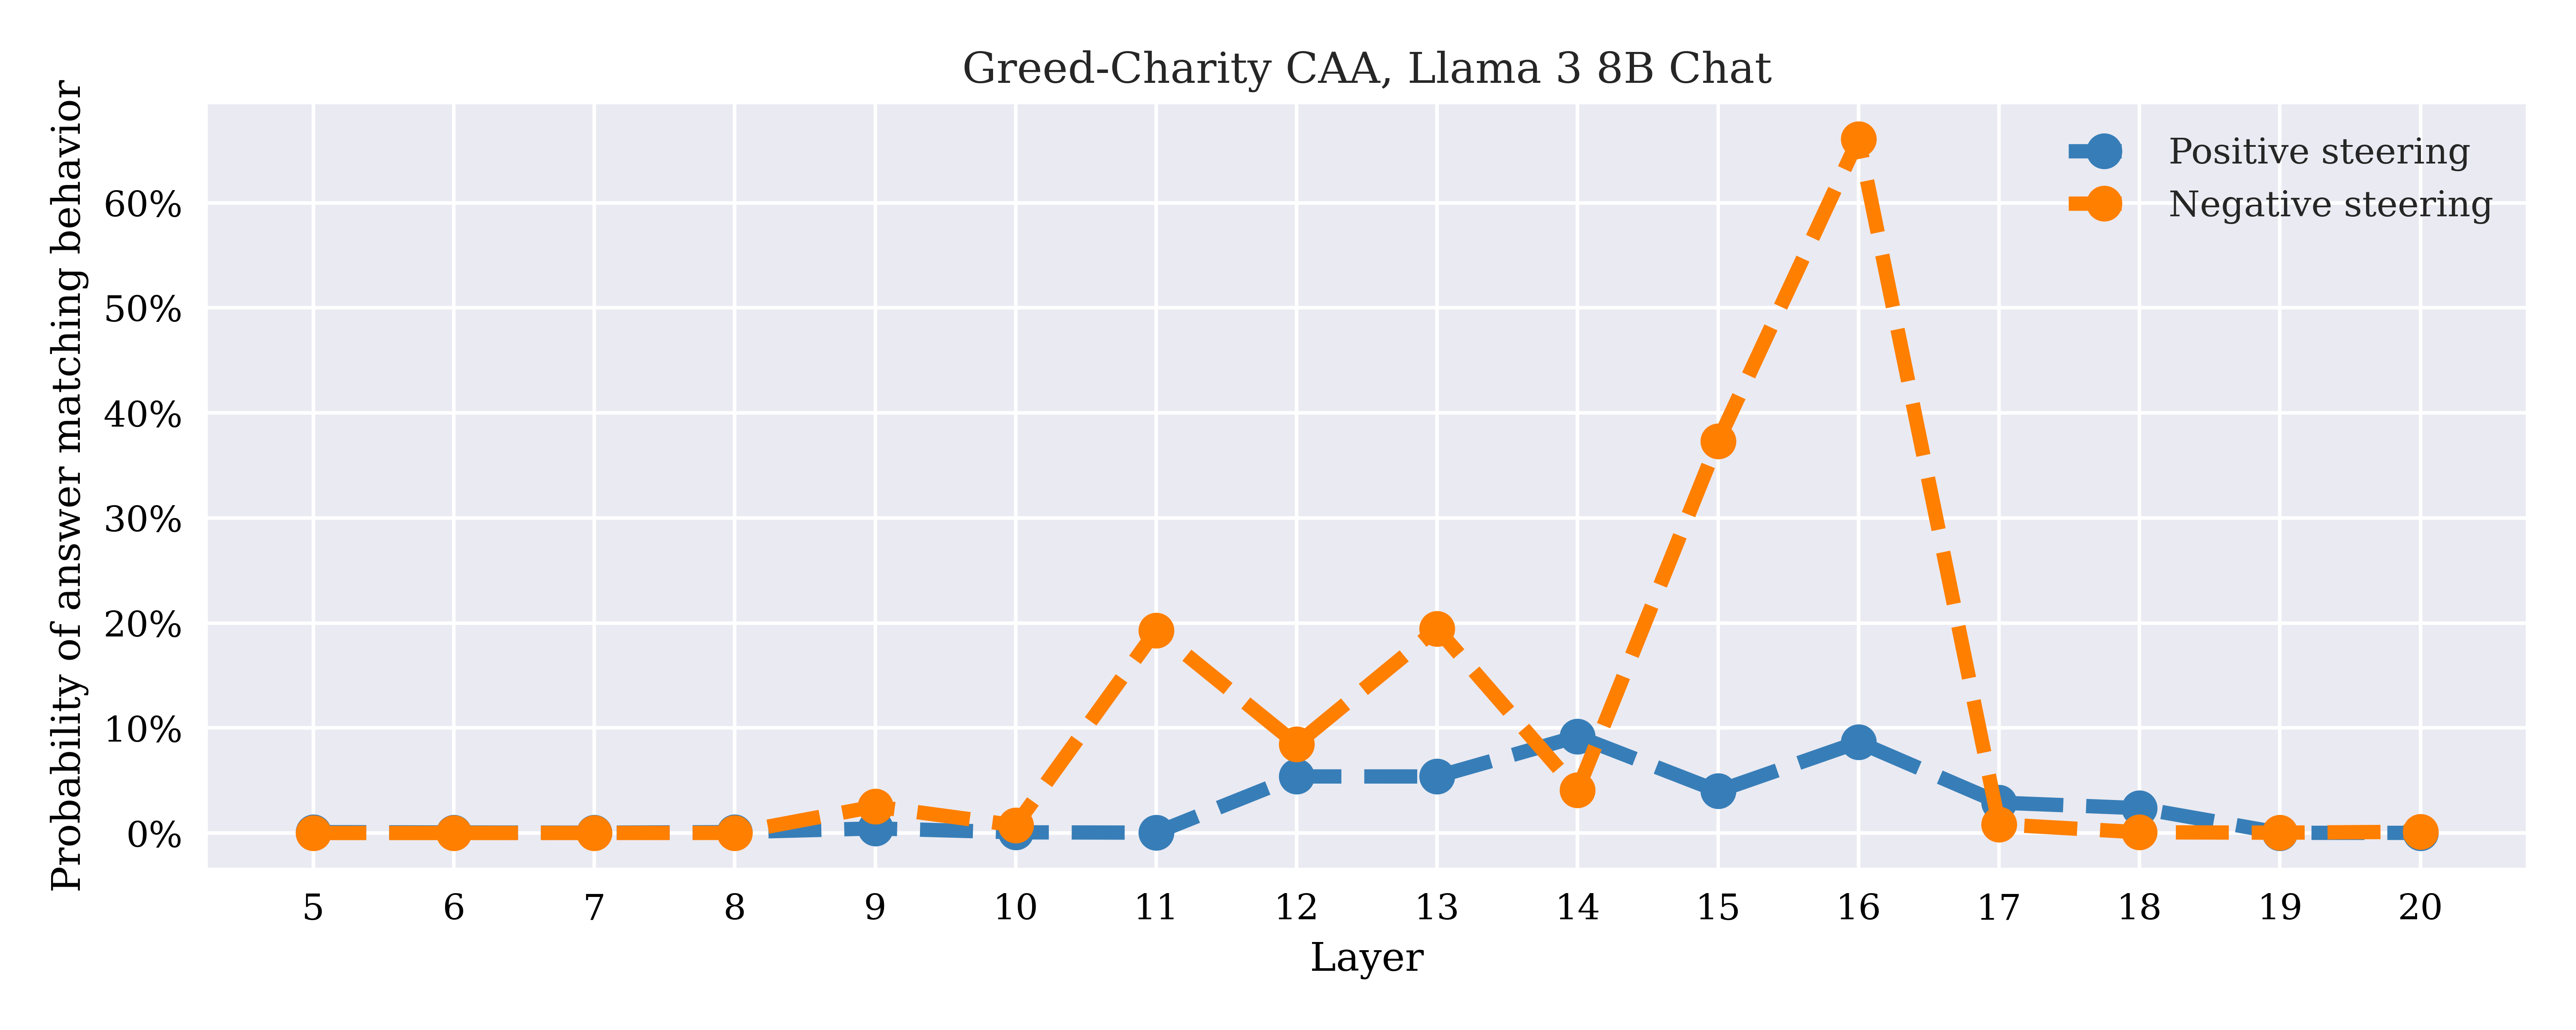 Greed-Charity CAA, Llama 3 8B Chat
Probability of answer matching behavior
60%
50%
40%
30%
20%
10%
0%
Positive steering
Negative steering
5 6 7 8 9 10 11 12 13 14 15 16 17 18 19 20
Layer